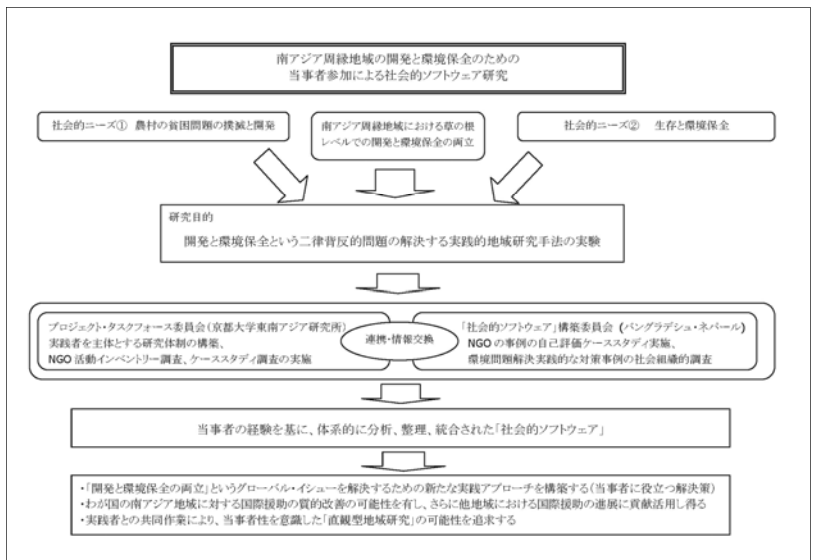 南アジア周縁地域の開発と環境保全のための
当事者参加による社会的ソフトウェア研究
社会的ニーズ① 農村の貧困問題の撲滅と開発
南アジア周縁地域における草の根
レベルでの開発と環境保全の両立
社会的ニーズ② 生存と環境保全
研究目的
開発と環境保全という二律背反的問題の解決する実践的地域研究手法の実験
プロジェクト・タスクフォース委員会(京都大学東南アジア研究所)
実践者を主体とする研究体制の構築、
NGO活動インベントリー調査、ケーススタディ調査の実施
連携・情報交換
「社会的ソフトウェア」構築委員会 (バングラデシュ・ネパール)
NGOの事例の自己評価ケーススタディ実施、
環境問題解決実践的な対策事例の社会組織的調査
当事者の経験を基に、体系的に分析、整理、統合された「社会的ソフトウェア」
・「開発と環境保全の両立」というグローバル・イシューを解決するための新たな実践アプローチを構築する(当事者に役立つ解決策)
・わが国の南アジア地域に対する国際援助の質的改善の可能性を有し、さらに他地域における国際援助の進展に貢献活用し得る
・実践者との共同作業により、当事者性を意識した「直観型地域研究」の可能性を追求する